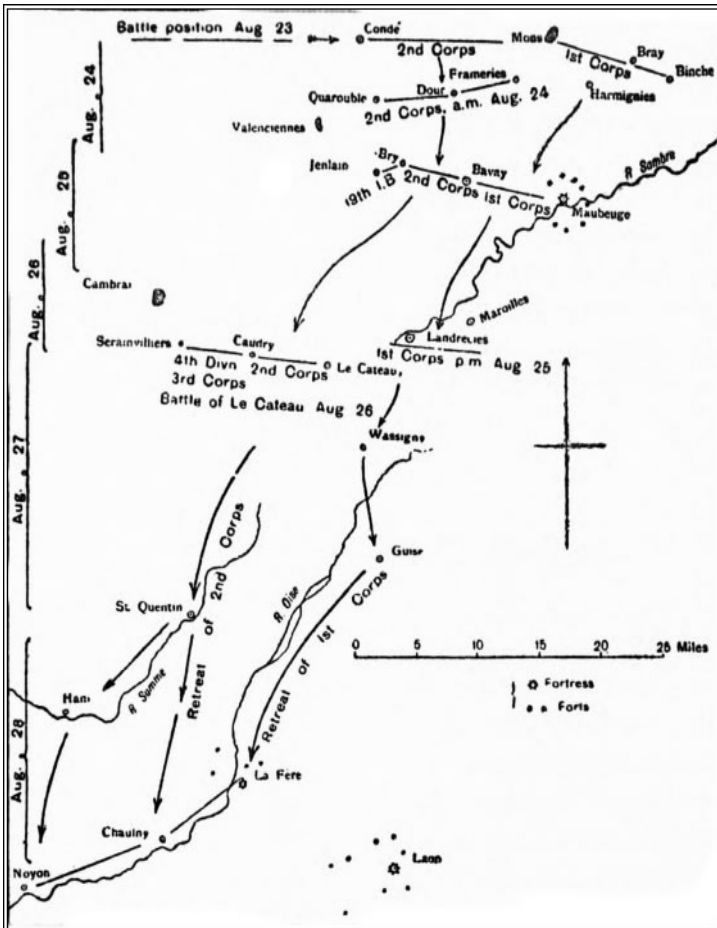 Battle position Aug 23
Condé
Mons
2nd Corps
1st Corps
Bray
Binche
Frameries
Dour
Quarouble
2nd Corps, a.m. Aug. 24
Harmignies
Aug. 24
Valenciennes
R Sambre
Bry
Jenlain
Bavay
19th I.B 2nd Corps 1st Corps
Maubeuge
Aug. 25
Aug. 26
Cambrai
Maroilles
Landrecies
Serainvilliers
Caudry
Le Cateau,
1st Corps p m Aug 25
4th Divn 2nd Corps
3rd Corps
Battle of Le Cateau Aug 26
Wassigne
Aug. 27
Guise
St. Quentin
Retreat of 2nd Corps
R. Oise
Retreat of 1st Corps
0 5 10 15 20 25 Miles
Fortress
Forts
Ham
R Somme
Aug. 28
La Fère
Chauny
Noyon
Laon